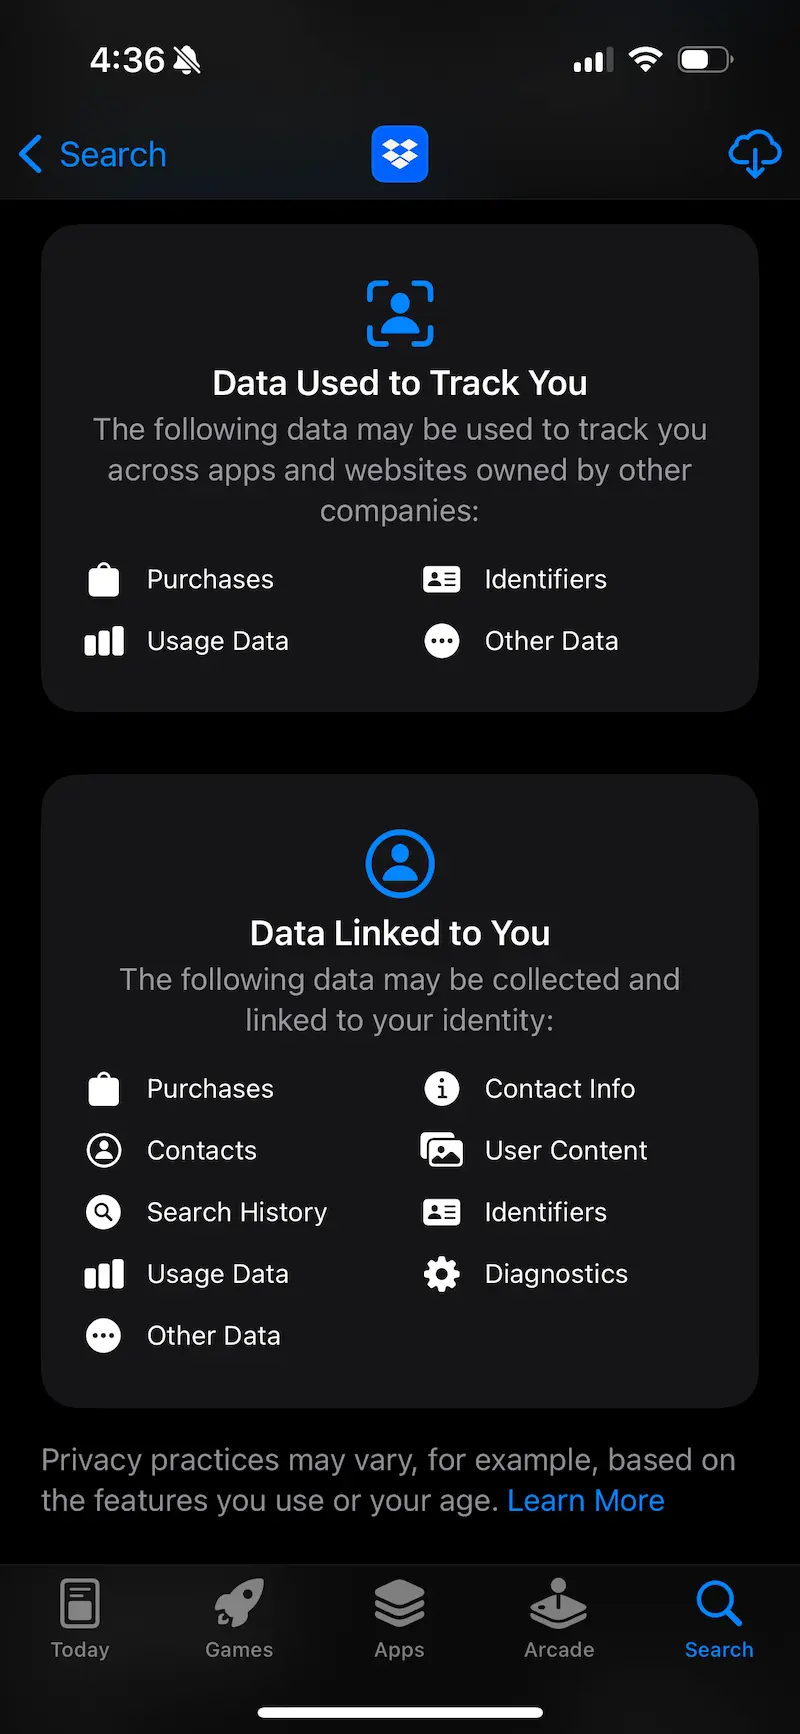 4:36
Search
Data Used to Track You
The following data may be used to track you
across apps and websites owned by other
companies:
Purchases
Identifiers
Usage Data
Other Data
Data Linked to You
The following data may be collected and
linked to your identity:
Purchases
Contact Info
Contacts
User Content
Search History
Identifiers
Usage Data
Diagnostics
Other Data
Privacy practices may vary, for example, based on
the features you use or your age. Learn More
Today
Games
Apps
Arcade
Search